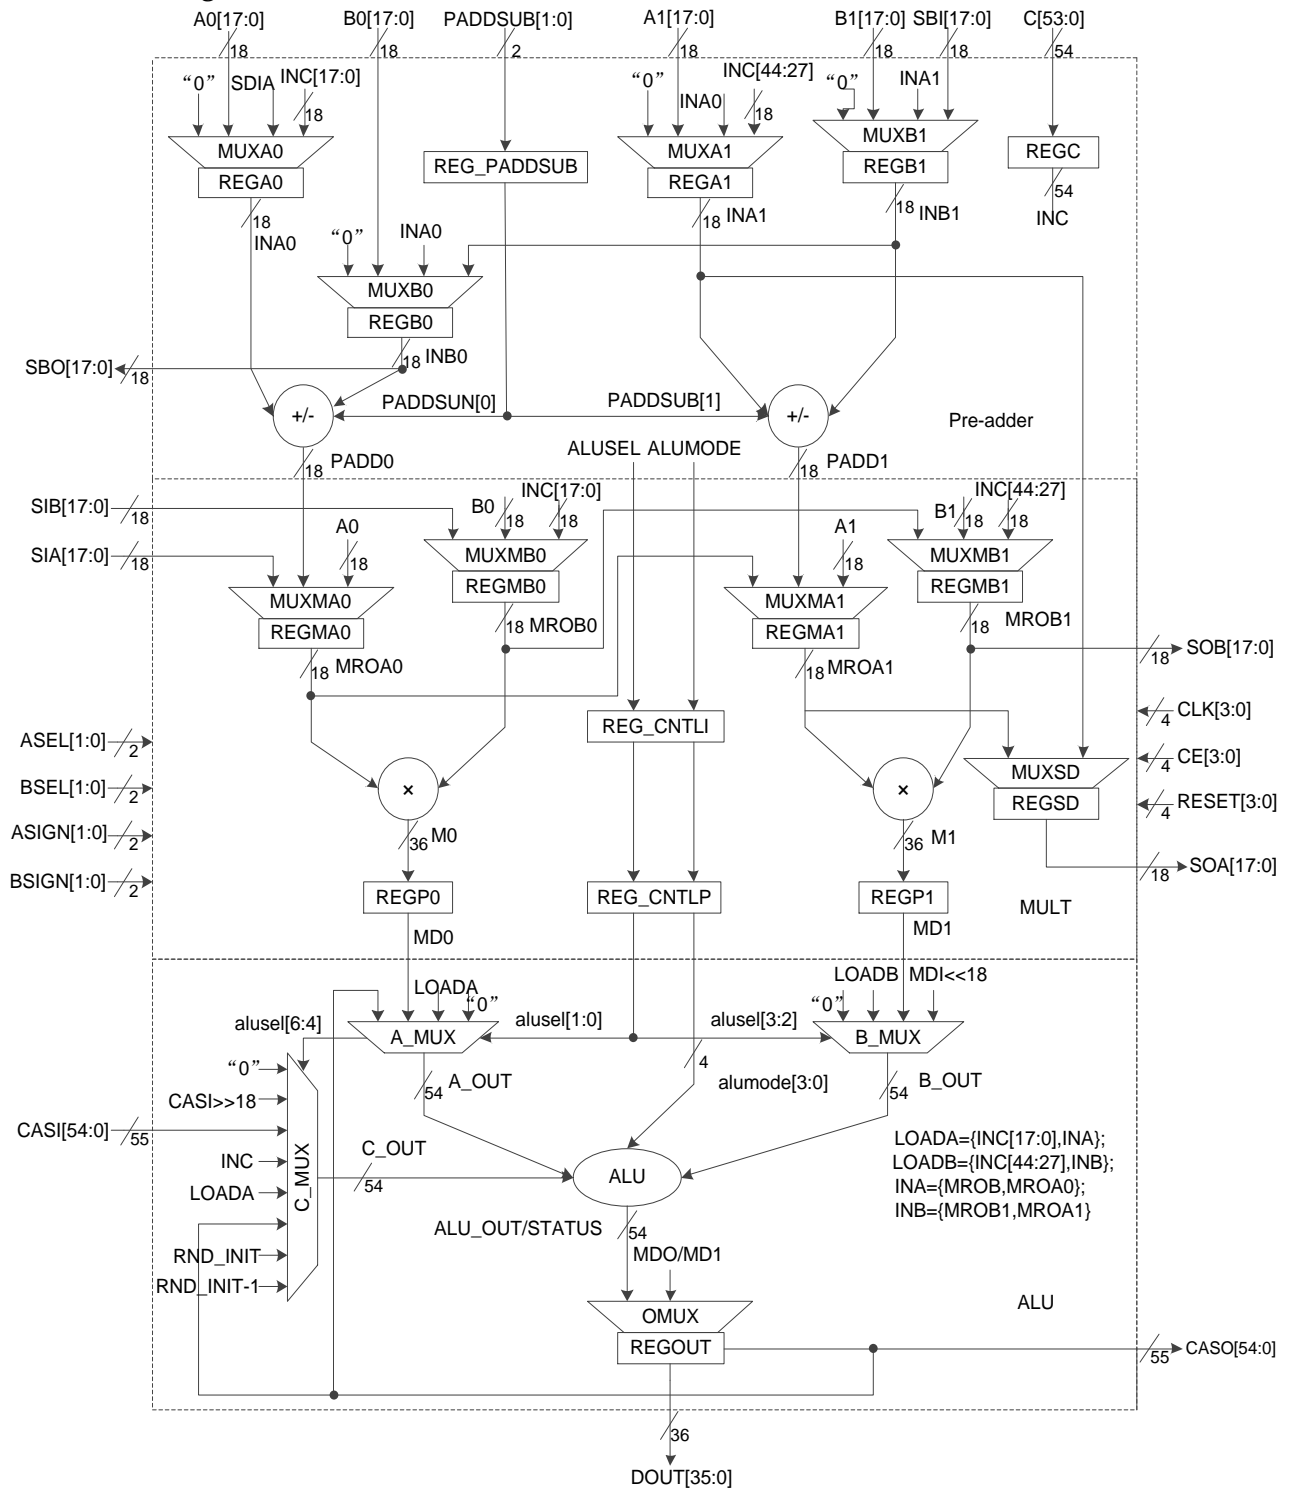 A0[17:0] B0[17:0] PADDSUB[1:0] A1[17:0] B1[17:0] SBI[17:0] C[53:0]
18 18 2 18 18 18 54
“0” SDIA INC[17:0] “0” INA0 INC[44:27] “0” INA1
18 18
MUXA0 MUXA1 MUXB1
REGA0 REG_PADDSUB REGA1 REGB1 REGC
18 18 18 54
INA0 INA1 INB1 INC
“0” INA0
MUXB0
REGB0
18 INB0
SBO[17:0] 18
+/- PADDSUN[0] PADDSUB[1] +/-
Pre-adder
ALUSEL ALUMODE
18 PADD0 18 PADD1
SIB[17:0] 18 B0 18 INC[17:0] 18 B1 18 INC[44:27] 18
SIA[17:0] 18 A0 18 A1 18
MUXMB0 MUXMB1
REGMB0 REGMB1
MUXMA0 MUXMA1
REGMA0 REGMA1
18 MROB0 18 MROB1
18 MROA0 18 MROA1
18 SOB[17:0]
4 CLK[3:0]
REG_CNTLI
ASEL[1:0] 2
4 CE[3:0]
MUXSD
REGSD
BSEL[1:0] 2
× ×
4 RESET[3:0]
ASIGN[1:0] 2
36 M0 36 M1
18 SOA[17:0]
BSIGN[1:0] 2
REGP0 REG_CNTLP REGP1
MULT
MD0 MD1
LOADA “0” “0” LOADB MDI<<18
alusel[6:4] A_MUX alusel[1:0] alusel[3:2] B_MUX
“0”
54 A_OUT 4 alumode[3:0] 54 B_OUT
CASI>>18
CASI[54:0] 55
INC
LOADA
RND_INIT
RND_INIT-1
C_MUX
C_OUT
54
ALU
LOADA={INC[17:0],INA};
LOADB={INC[44:27],INB};
INA={MROB,MROA0};
INB={MROB1,MROA1}
ALU_OUT/STATUS 54
MDO/MD1
OMUX
REGOUT
ALU
55 CASO[54:0]
36
DOUT[35:0]